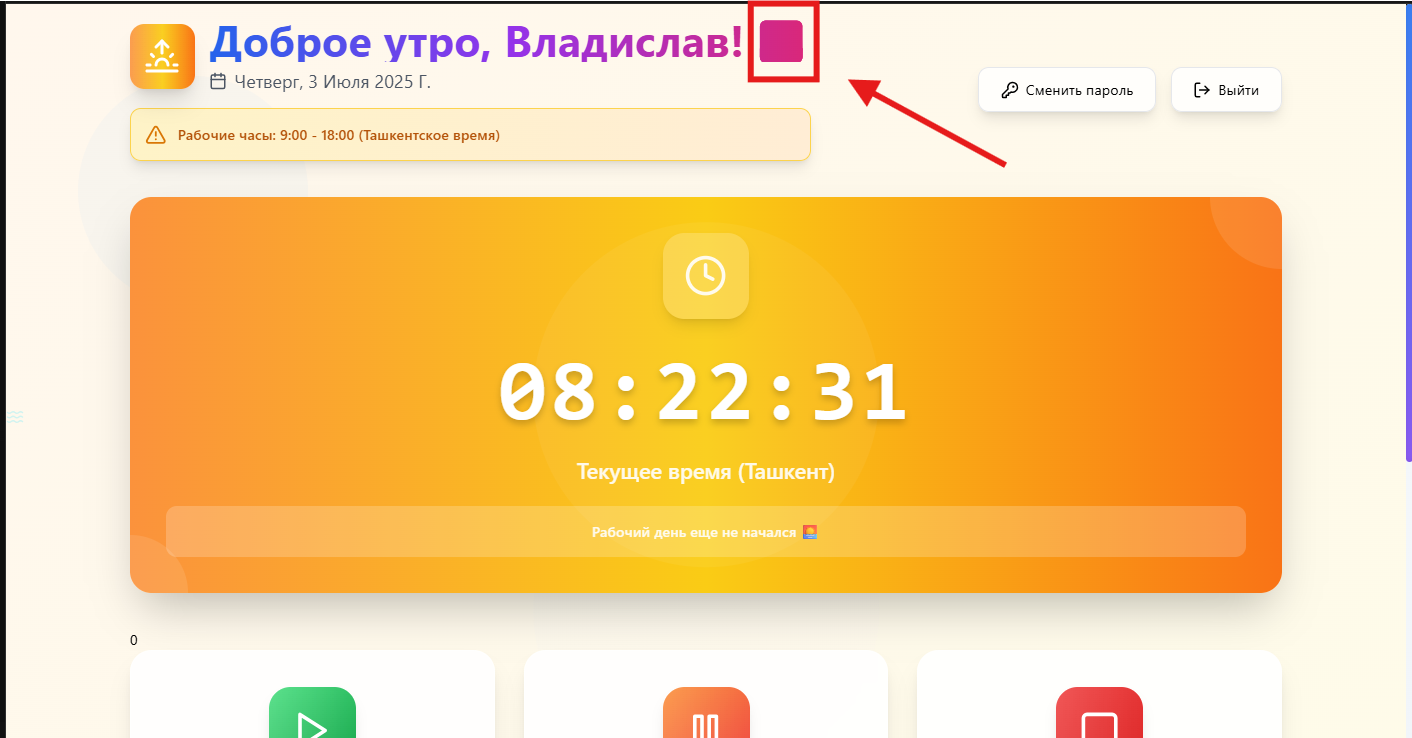 Доброе утро, Владислав!
Четверг, 3 Июля 2025 Г.
Сменить пароль
Выйти
Рабочие часы: 9:00 - 18:00 (Ташкентское время)
08:22:31
Текущее время (Ташкент)
Рабочий день еще не начался 🌅
0